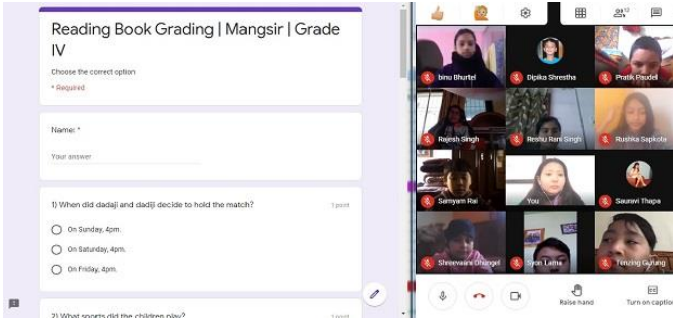 Reading Book Grading | Mangsir | Grade
IV
Choose the correct option
* Required
Name: *
Your answer
1) When did dadaji and dadiji decide to hold the match?
1 point
On Sunday, 4pm.
On Saturday, 4pm.
On Friday, 4pm.
2) What sports did the children play?
1 point
12
binu Bhurtel
Dipika Shrestha
Pratik Paudel
Rajesh Singh
Reshu Rani Singh
Rushka Sapkota
Samyam Rai
You
Sauravi Thapa
Shreevaani Dhungel
Syon Lama
Tenzing Gurung
Raise hand
Turn on caption